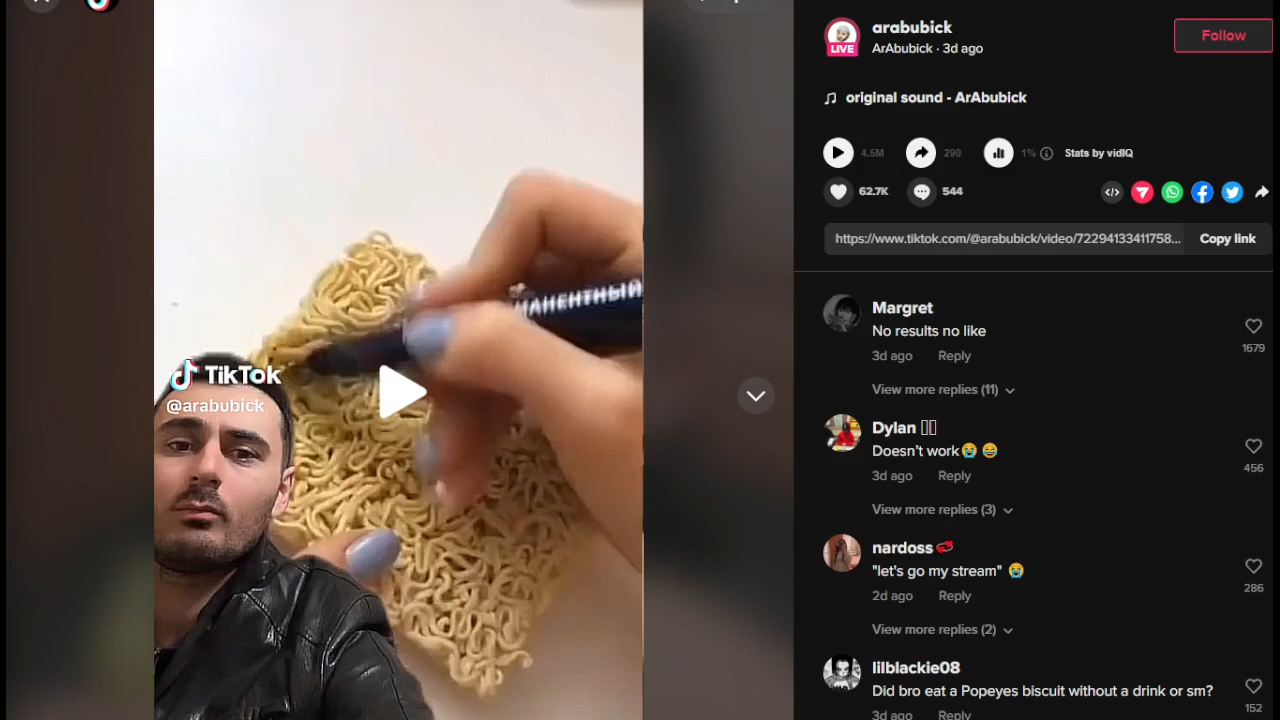 МАНЕНТНЫЙ
TikTok
@arabubick
LIVE
arabubick
ArAbubick · 3d ago
Follow
original sound - ArAbubick
4.5M
290
1%
Stats by vidIQ
62.7K
544
https://www.tiktok.com/@arabubick/video/72294133411758...
Copy link
Margret
No results no like
3d ago Reply
1679
View more replies (11)
Dylan
Doesn't work😭😂
3d ago Reply
456
View more replies (3)
nardoss
"let's go my stream" 😭
2d ago Reply
286
View more replies (2)
lilblackie08
Did bro eat a Popeyes biscuit without a drink or sm?
3d ago Reply
152